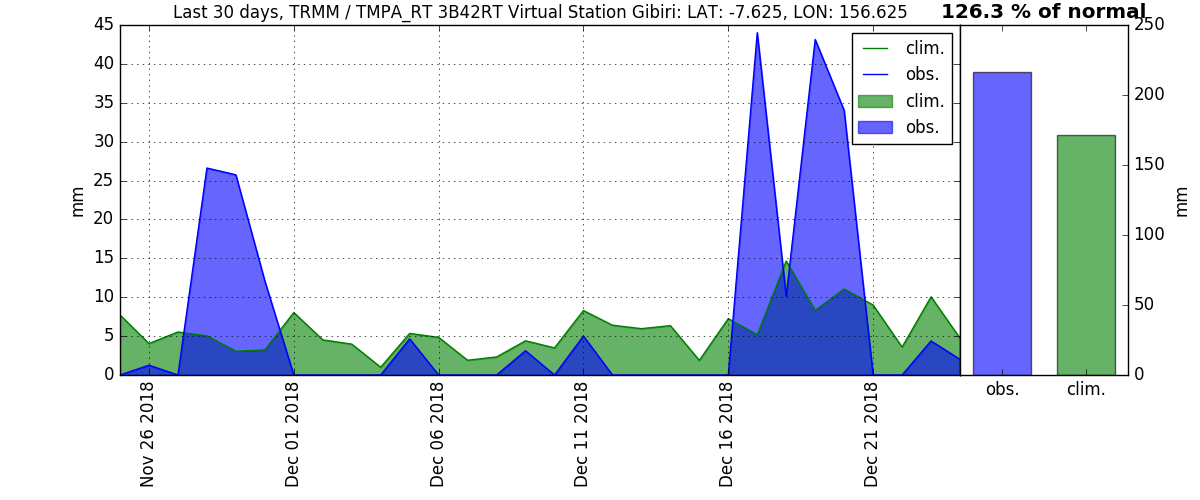 Last 30 days, TRMM / TMPA_RT 3B42RT Virtual Station Gibiri: LAT: -7.625, LON: 156.625
126.3 % of normal
45
40
35
30
25
20
15
10
5
0
mm
clim.
obs.
clim.
obs.
250
200
150
100
50
0
mm
obs.
clim.
Nov 26 2018
Dec 01 2018
Dec 06 2018
Dec 11 2018
Dec 16 2018
Dec 21 2018